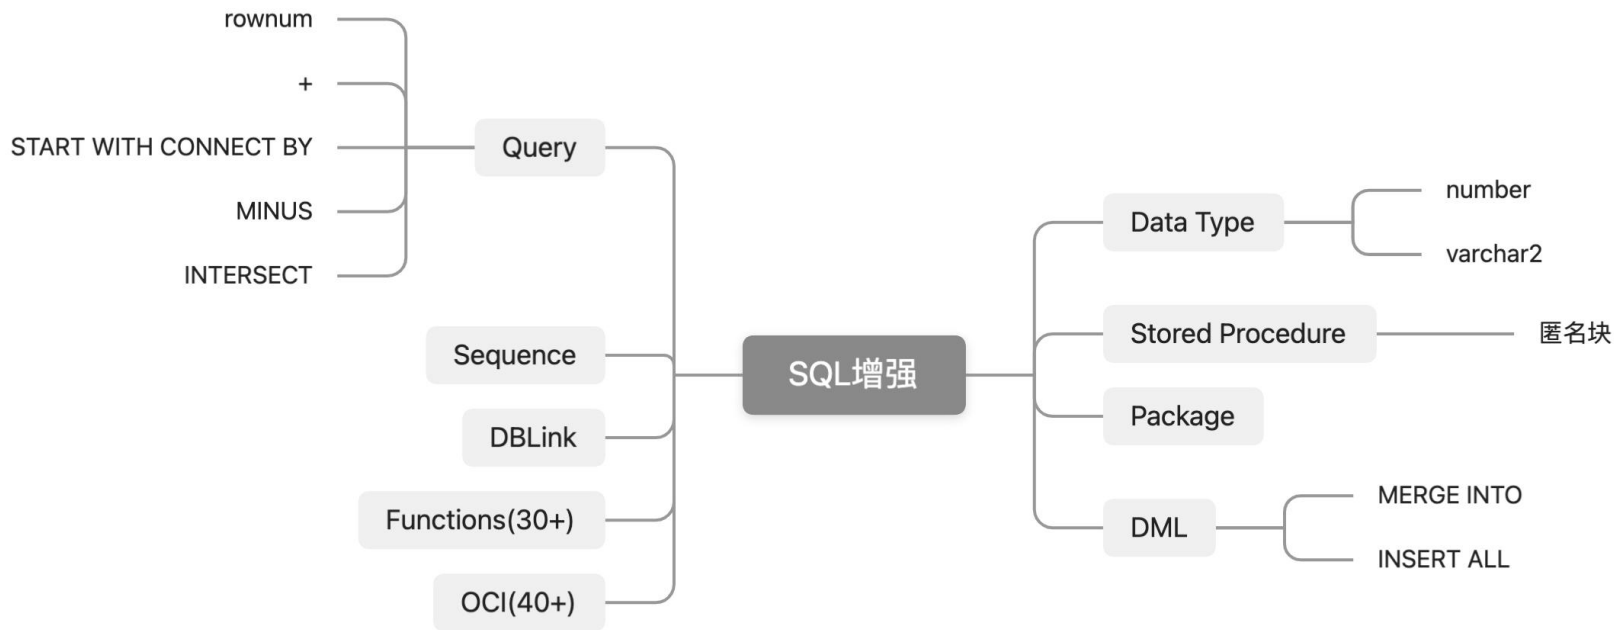 rownum
+
START WITH CONNECT BY
MINUS
INTERSECT
Query
Sequence
DBLink
Functions(30+)
OCI(40+)
SQL增强
Data Type
number
varchar2
Stored Procedure
匿名块
Package
DML
MERGE INTO
INSERT ALL